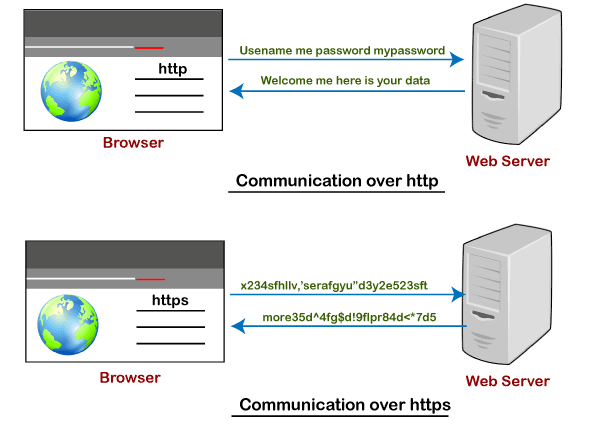 http
Usename me password mypassword
Welcome me here is your data
Browser
Web Server
Communication over http
https
x234sfhllv,'serafgyu"d3y2e523sft
more35d^4fg$d!9flpr84d<*7d5
Browser
Web Server
Communication over https